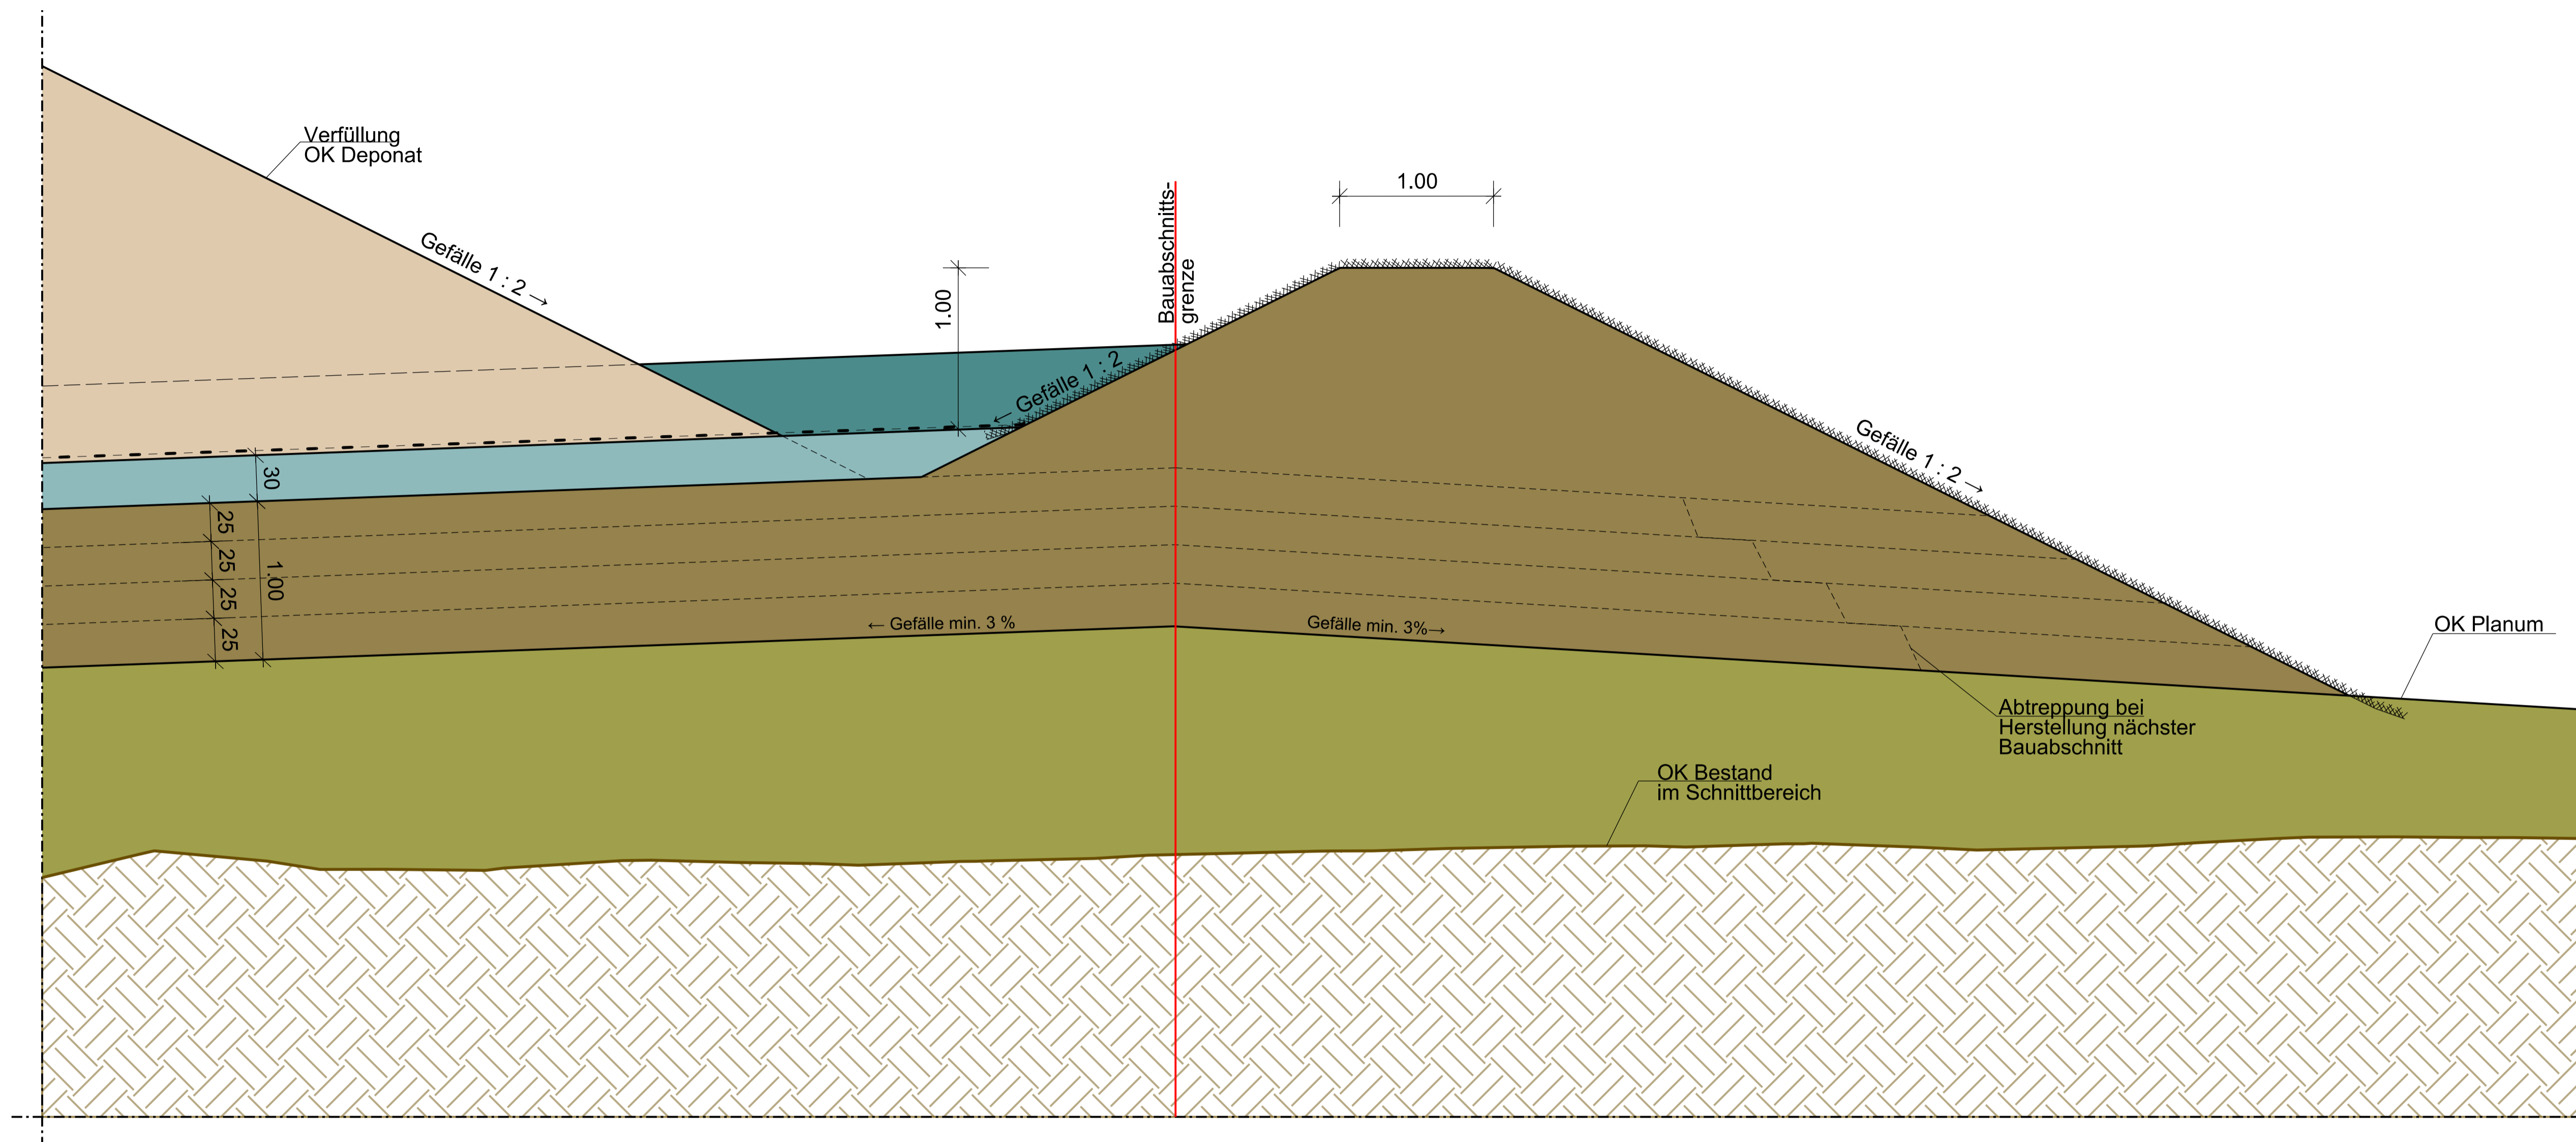 Verfüllung
OK Deponat
Gefälle 1 : 2 →
1.00
Bauabschnitts-
grenze
1.00
← Gefälle 1 : 2
Gefälle 1 : 2 →
30
25
25
25
25
1.00
← Gefälle min. 3 %
Gefälle min. 3%→
OK Planum
Abtreppung bei
Herstellung nächster
Bauabschnitt
OK Bestand
im Schnittbereich